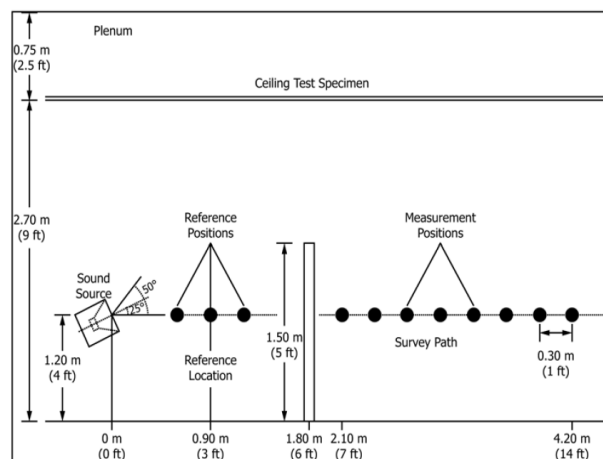 Plenum
0.75 m
(2.5 ft)
Ceiling Test Specimen
2.70 m
(9 ft)
Reference
Positions
Measurement
Positions
Sound
Source
50°
125°
1.20 m
(4 ft)
Reference
Location
1.50 m
(5 ft)
Survey Path
0.30 m
(1 ft)
0 m
(0 ft)
0.90 m
(3 ft)
1.80 m
(6 ft)
2.10 m
(7 ft)
4.20 m
(14 ft)